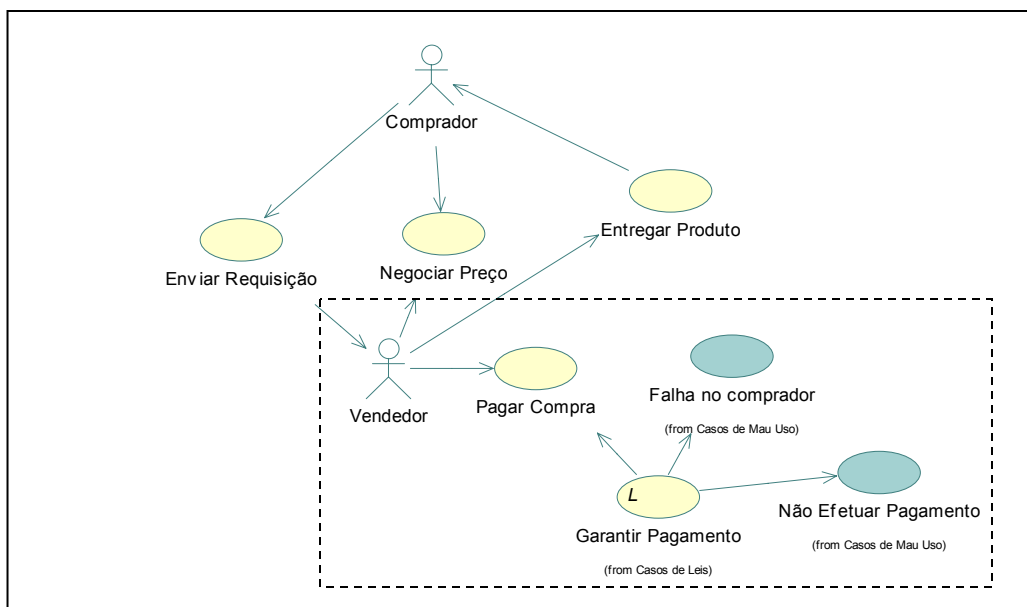 Comprador
Entregar Produto
Enviar Requisição
Negociar Preço
Vendedor
Pagar Compra
Falha no comprador
(from Casos de Mau Uso)
L
Garantir Pagamento
(from Casos de Leis)
Não Efetuar Pagamento
(from Casos de Mau Uso)